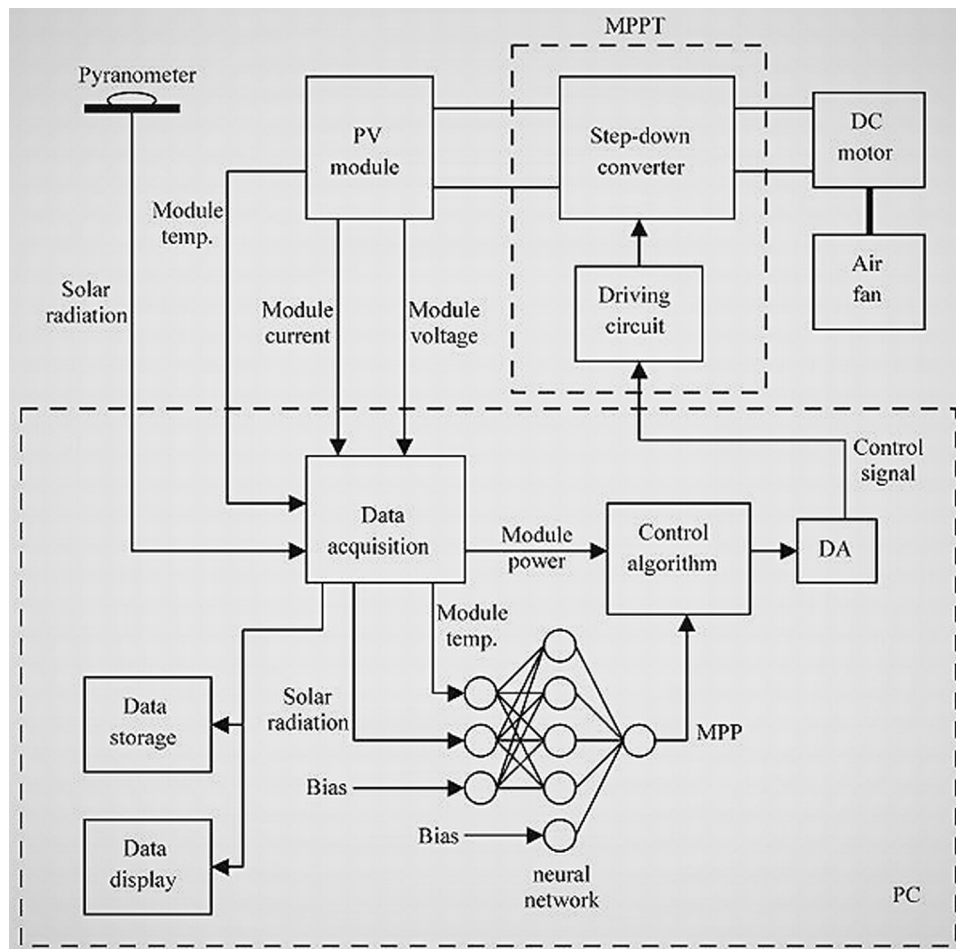 MPPT
Pyranometer
PV
module
Step-down
converter
DC
motor
Module
temp.
Air
fan
Solar
radiation
Module
current
Module
voltage
Driving
circuit
Control
signal
Data
acquisition
Module
power
Control
algorithm
DA
Module
temp.
Data
storage
Solar
radiation
MPP
Bias
Bias
Data
display
neural
network
PC